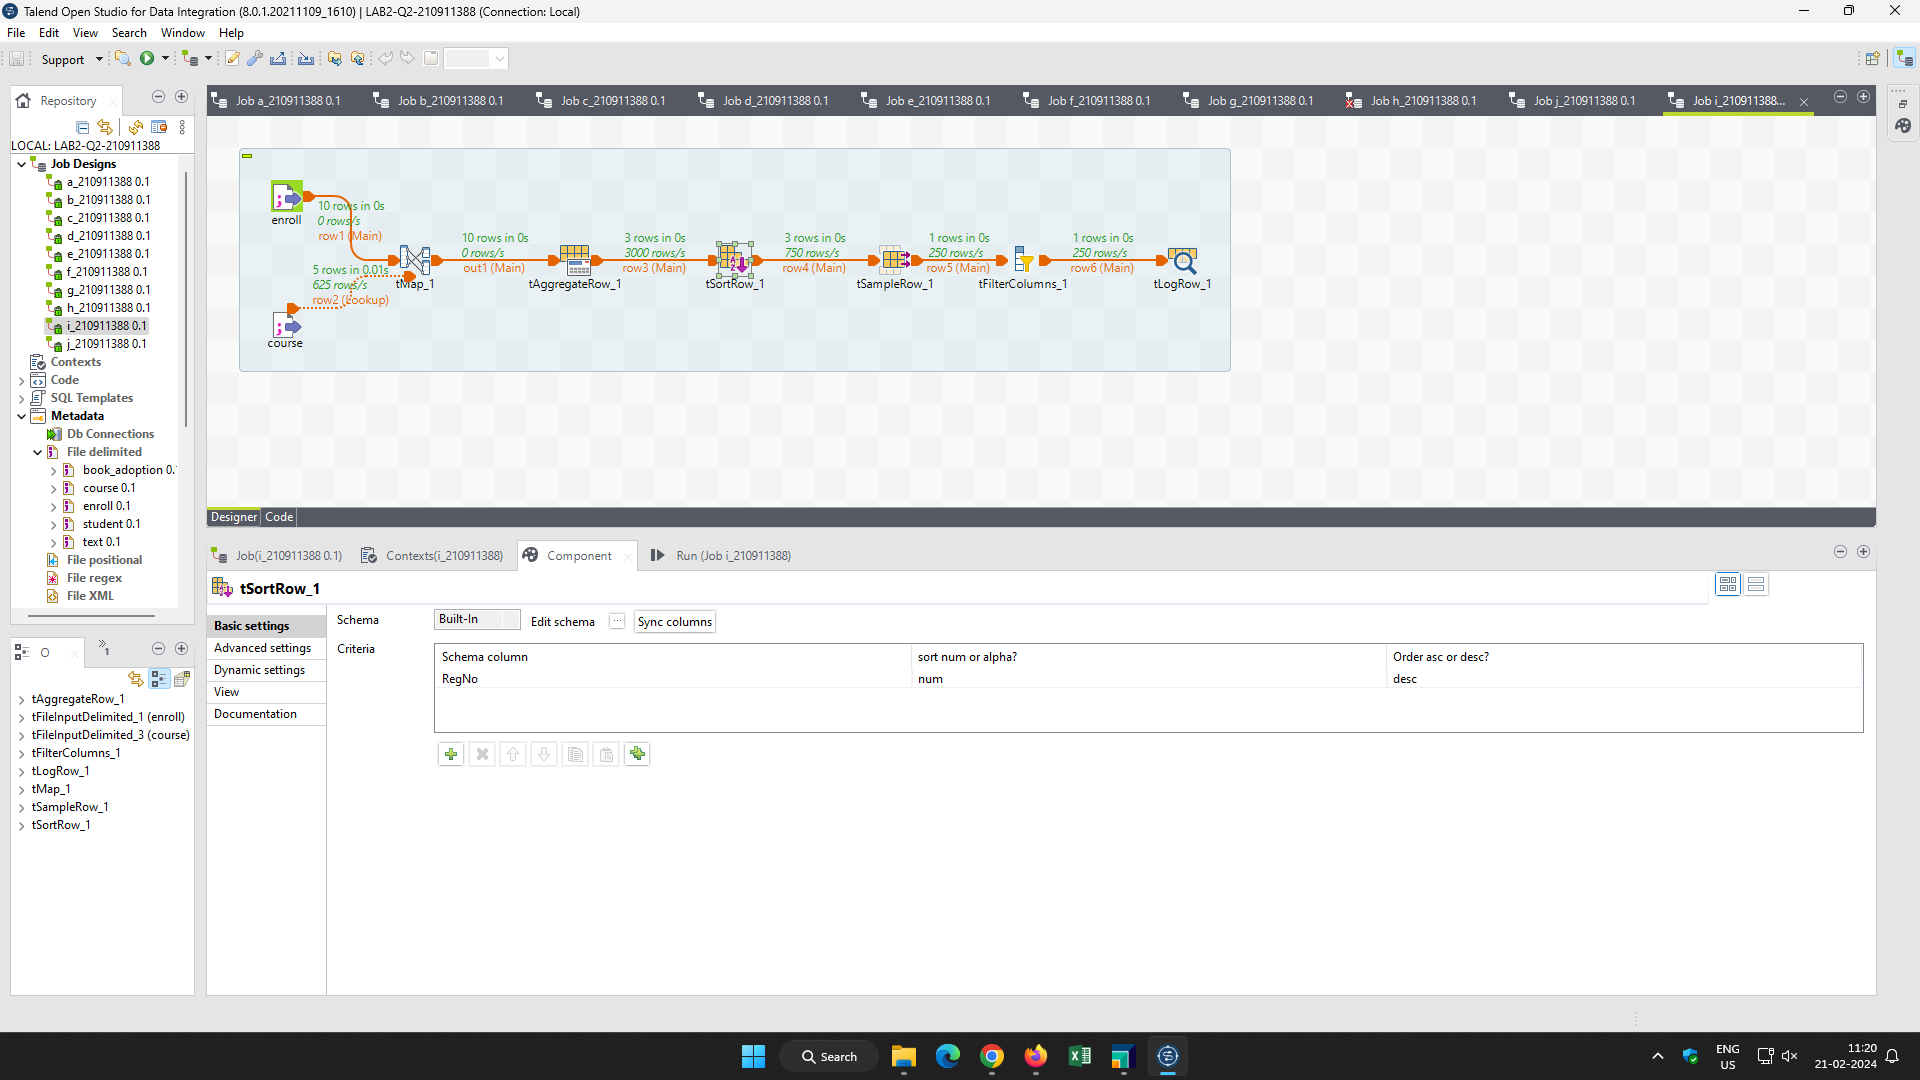 Talend Open Studio for Data Integration (8.0.1.20211109_1610) | LAB2-Q2-210911388 (Connection: Local)
File Edit View Search Window Help
Support
Repository
Job a_210911388 0.1 Job b_210911388 0.1 Job c_210911388 0.1 Job d_210911388 0.1 Job e_210911388 0.1 Job f_210911388 0.1 Job g_210911388 0.1 Job h_210911388 0.1 Job j_210911388 0.1 Job i_210911388...
LOCAL: LAB2-Q2-210911388
Job Designs
a_210911388 0.1
b_210911388 0.1
c_210911388 0.1
d_210911388 0.1
e_210911388 0.1
f_210911388 0.1
g_210911388 0.1
h_210911388 0.1
i_210911388 0.1
j_210911388 0.1
Contexts
Code
SQL Templates
Metadata
Db Connections
File delimited
book_adoption 0.
course 0.1
enroll 0.1
student 0.1
text 0.1
File positional
File regex
File XML
enroll
10 rows in 0s
0 rows/s
row1 (Main)
5 rows in 0.01s
625 rows/s
row2 (Lookup)
course
tMap_1
10 rows in 0s
0 rows/s
out1 (Main)
tAggregateRow_1
3 rows in 0s
3000 rows/s
row3 (Main)
tSortRow_1
3 rows in 0s
750 rows/s
row4 (Main)
tSampleRow_1
1 rows in 0s
250 rows/s
row5 (Main)
tFilterColumns_1
1 rows in 0s
250 rows/s
row6 (Main)
tLogRow_1
Designer Code
Job(i_210911388 0.1) Contexts(i_210911388) Component Run (Job i_210911388)
tSortRow_1
Basic settings
Advanced settings
Dynamic settings
View
Documentation
Schema Built-In Edit schema ... Sync columns
Criteria
Schema column sort num or alpha? Order asc or desc?
RegNo num desc
O
1
tAggregateRow_1
tFileInputDelimited_1 (enroll)
tFileInputDelimited_3 (course)
tFilterColumns_1
tLogRow_1
tMap_1
tSampleRow_1
tSortRow_1
Search
ENG
US
11:20
21-02-2024